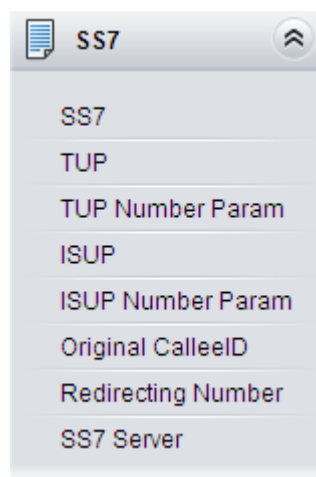 SS7
SS7
TUP
TUP Number Param
ISUP
ISUP Number Param
Original CalleeID
Redirecting Number
SS7 Server